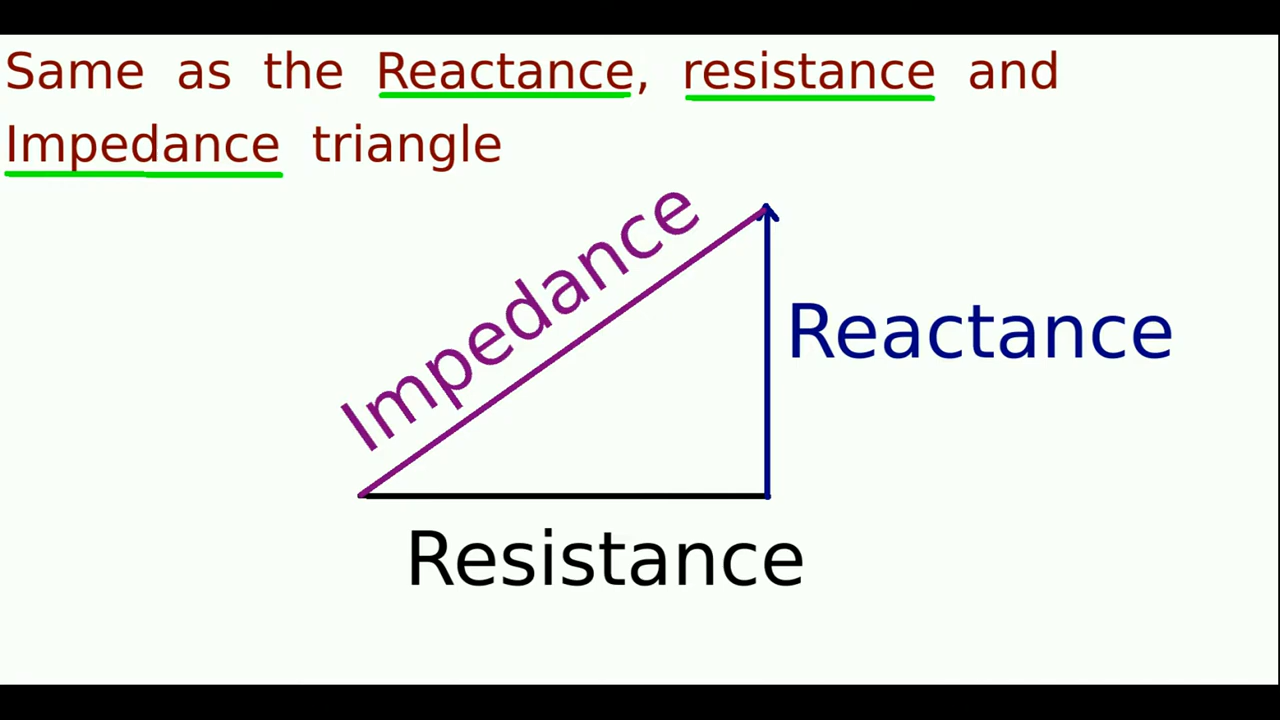 Same as the Reactance, resistance and
Impedance triangle
Impedance
Reactance
Resistance